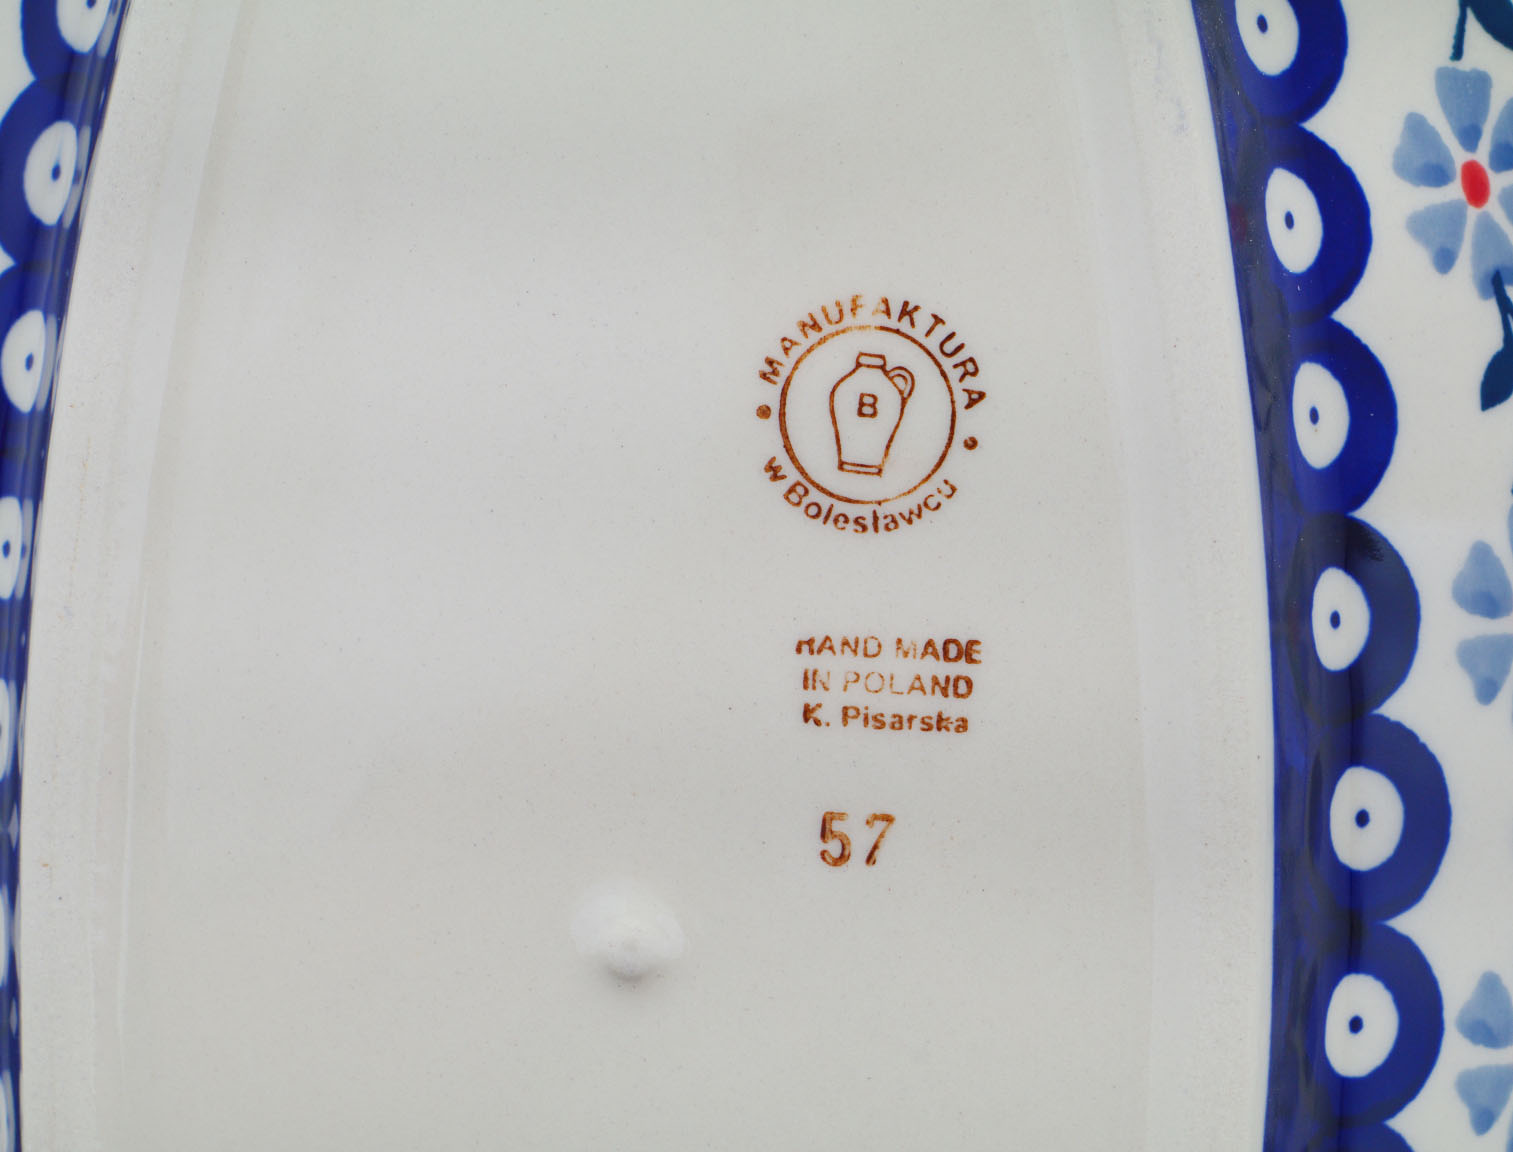 MANUFAKTURA
B
w Bolesławcu
HAND MADE
IN POLAND
K. Pisarska
57